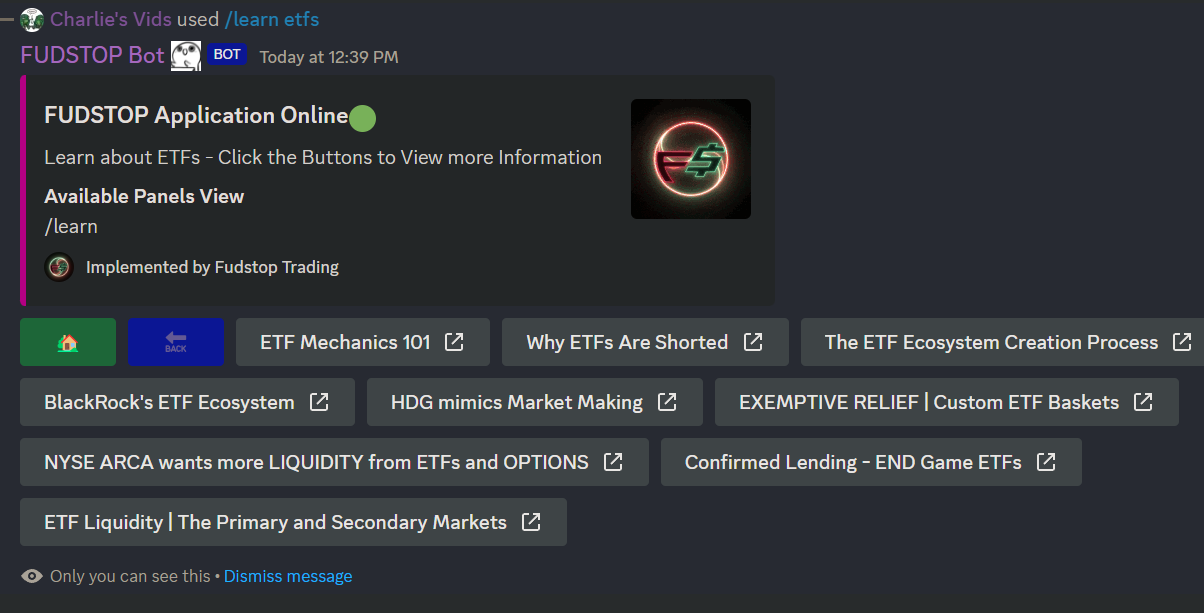 Charlie's Vids used /learn etfs
FUDSTOP Bot BOT Today at 12:39 PM
FUDSTOP Application Online
Learn about ETFs - Click the Buttons to View more Information
Available Panels View
/learn
Implemented by Fudstop Trading
F$
BACK ETF Mechanics 101 Why ETFs Are Shorted The ETF Ecosystem Creation Process
BlackRock's ETF Ecosystem HDG mimics Market Making EXEMPTIVE RELIEF | Custom ETF Baskets
NYSE ARCA wants more LIQUIDITY from ETFs and OPTIONS Confirmed Lending - END Game ETFs
ETF Liquidity | The Primary and Secondary Markets
Only you can see this • Dismiss message